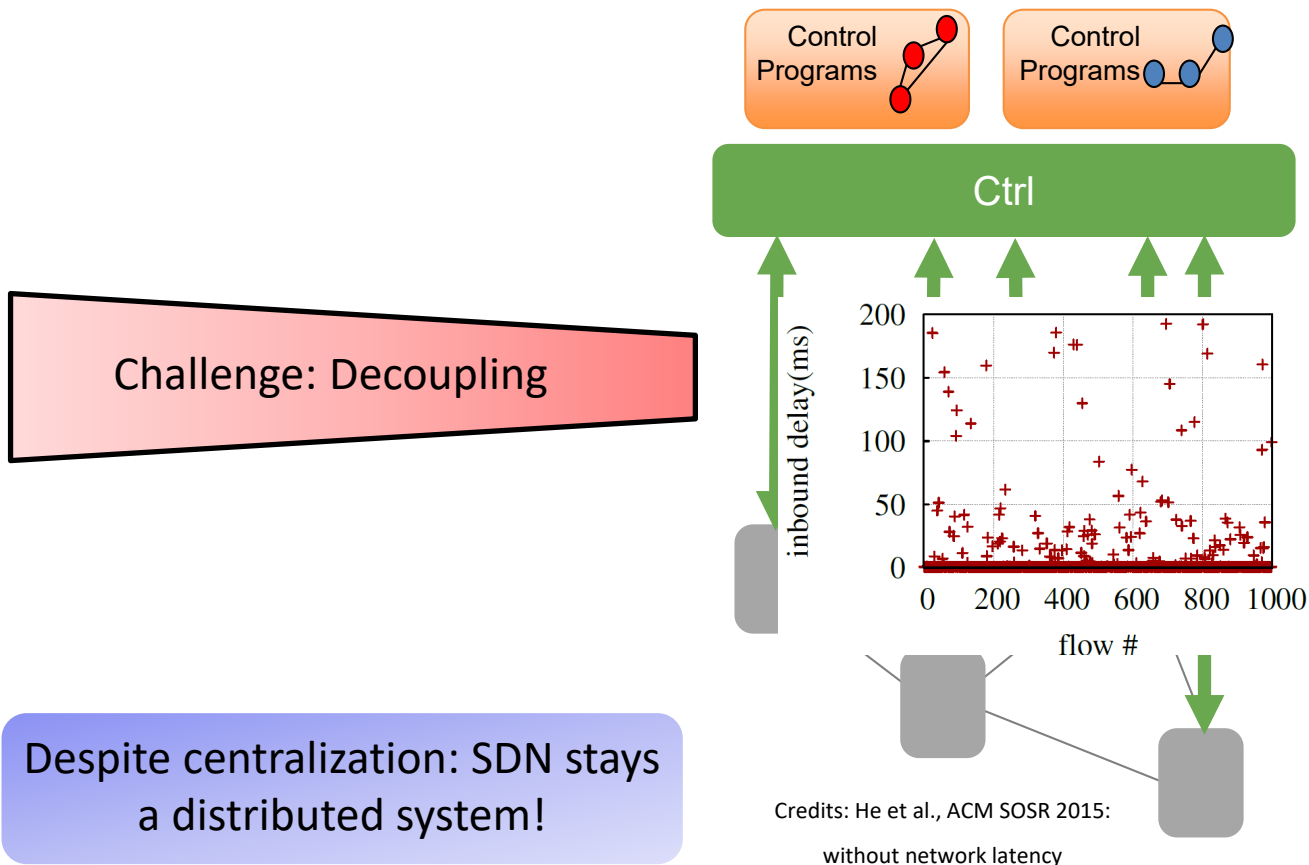 Control
Programs
Control
Programs
Ctrl
Challenge: Decoupling
inbound delay(ms)
200
150
100
50
0
0 200 400 600 800 1000
flow #
Despite centralization: SDN stays
a distributed system!
Credits: He et al., ACM SOSR 2015:
without network latency